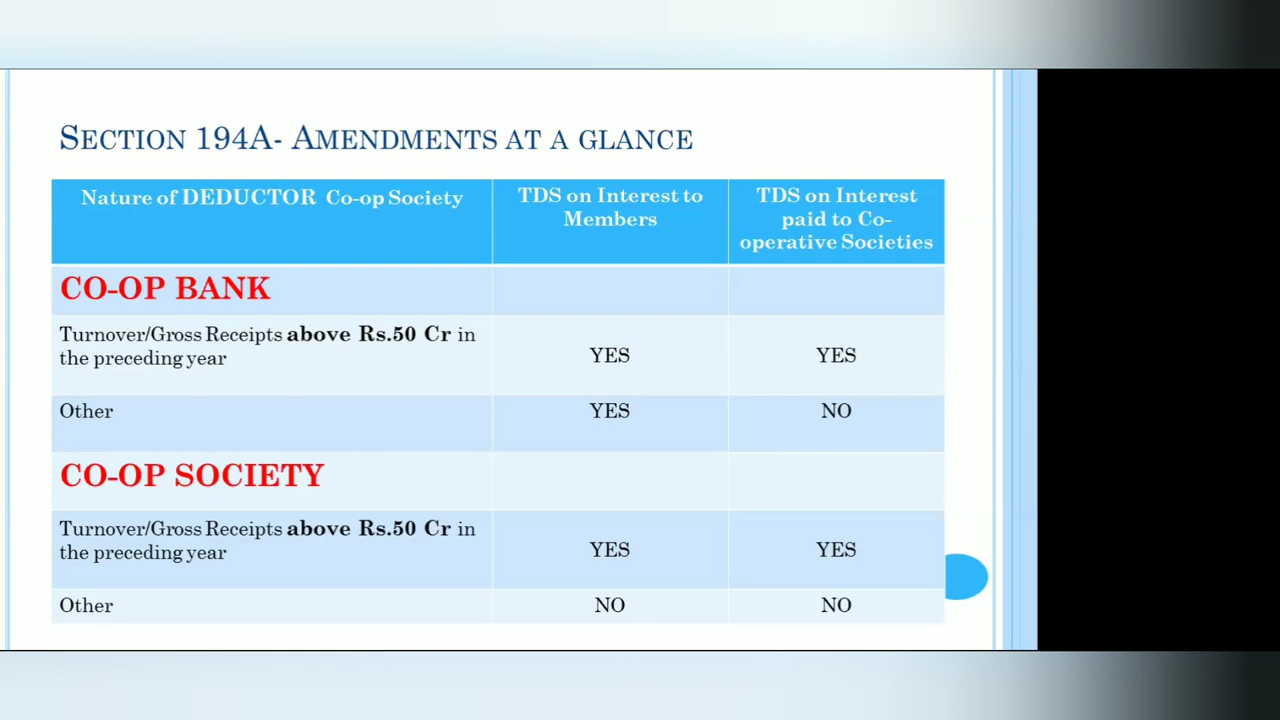 SECTION 194A- AMENDMENTS AT A GLANCE
Nature of DEDUCTOR Co-op Society
TDS on Interest to
Members
TDS on Interest
paid to Co-
operative Societies
CO-OP BANK
Turnover/Gross Receipts above Rs.50 Cr in
the preceding year
YES
YES
Other
YES
NO
CO-OP SOCIETY
Turnover/Gross Receipts above Rs.50 Cr in
the preceding year
YES
YES
Other
NO
NO